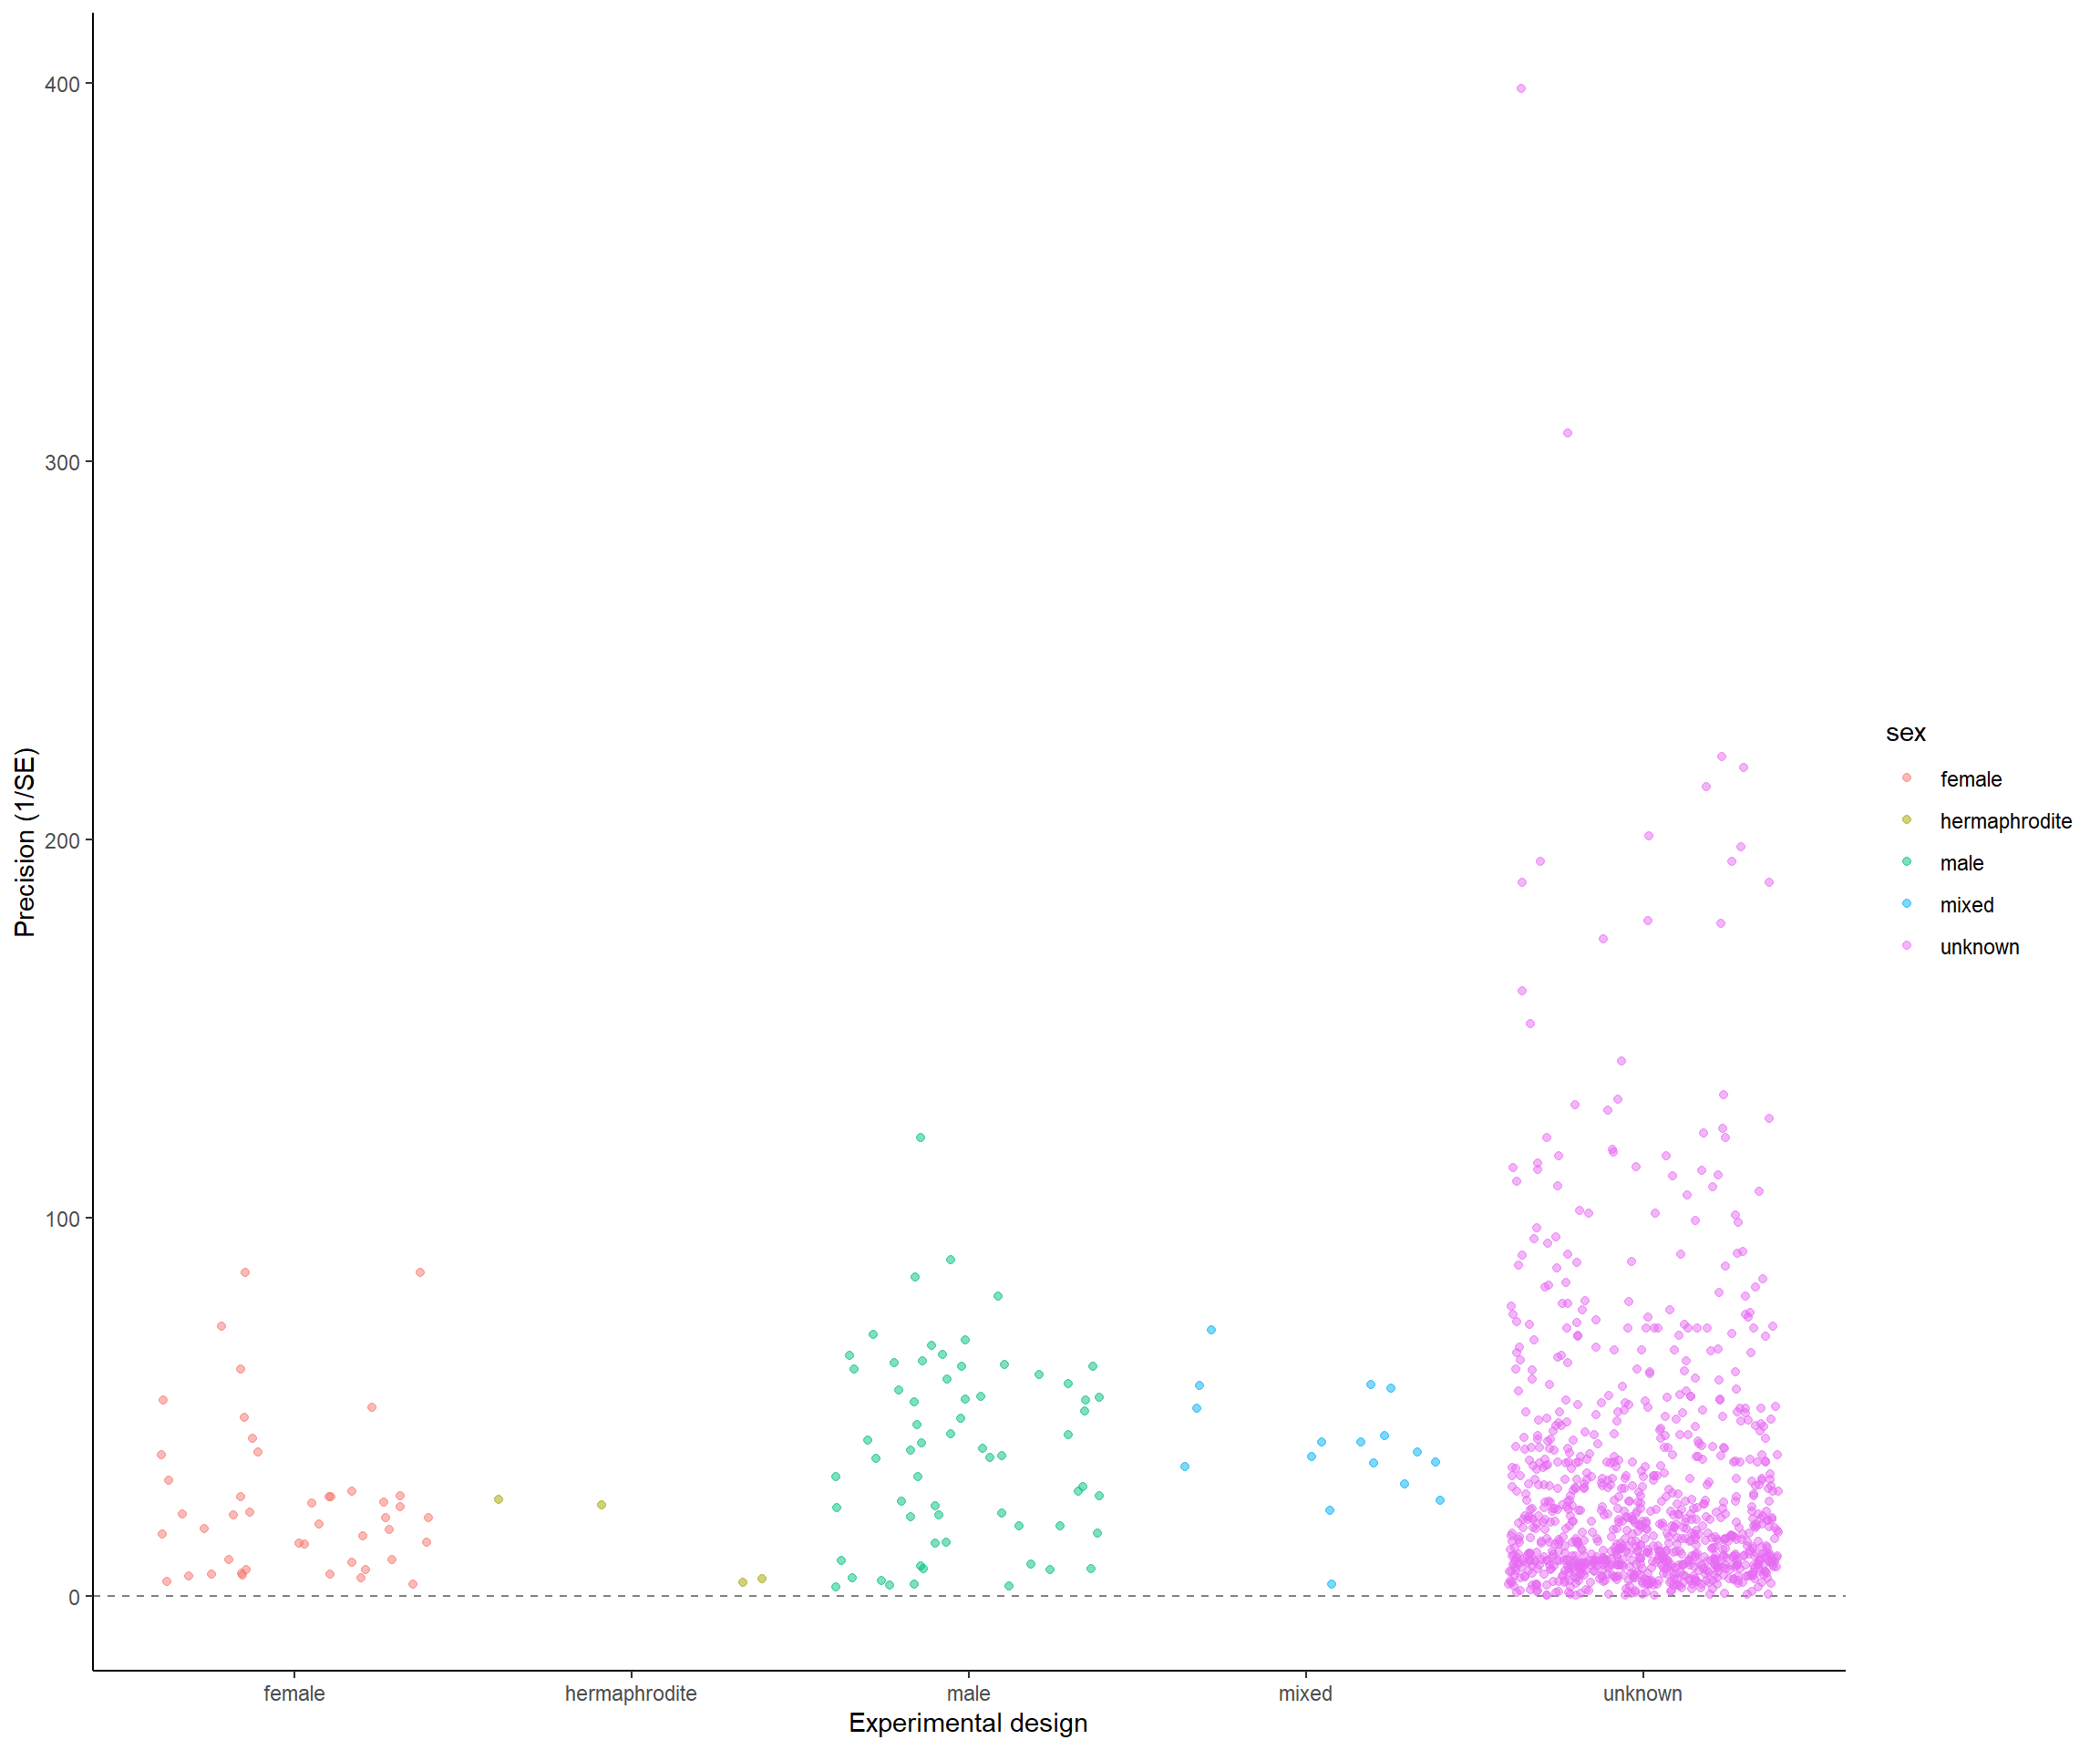 400
300
200
100
0
Precision (1/SE)
female
hermaphrodite
male
mixed
unknown
Experimental design
sex
female
hermaphrodite
male
mixed
unknown